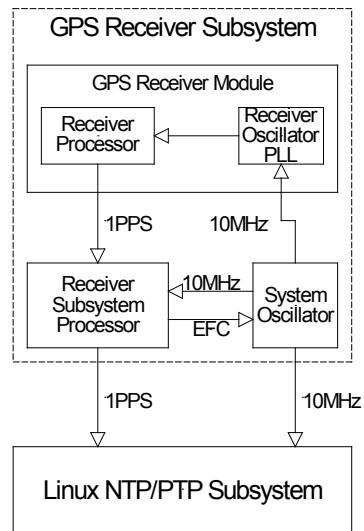 GPS Receiver Subsystem
GPS Receiver Module
Receiver
Processor
Receiver
Oscillator
PLL
1PPS
10MHz
Receiver
Subsystem
Processor
10MHz
EFC
System
Oscillator
1PPS
10MHz
Linux NTP/PTP Subsystem